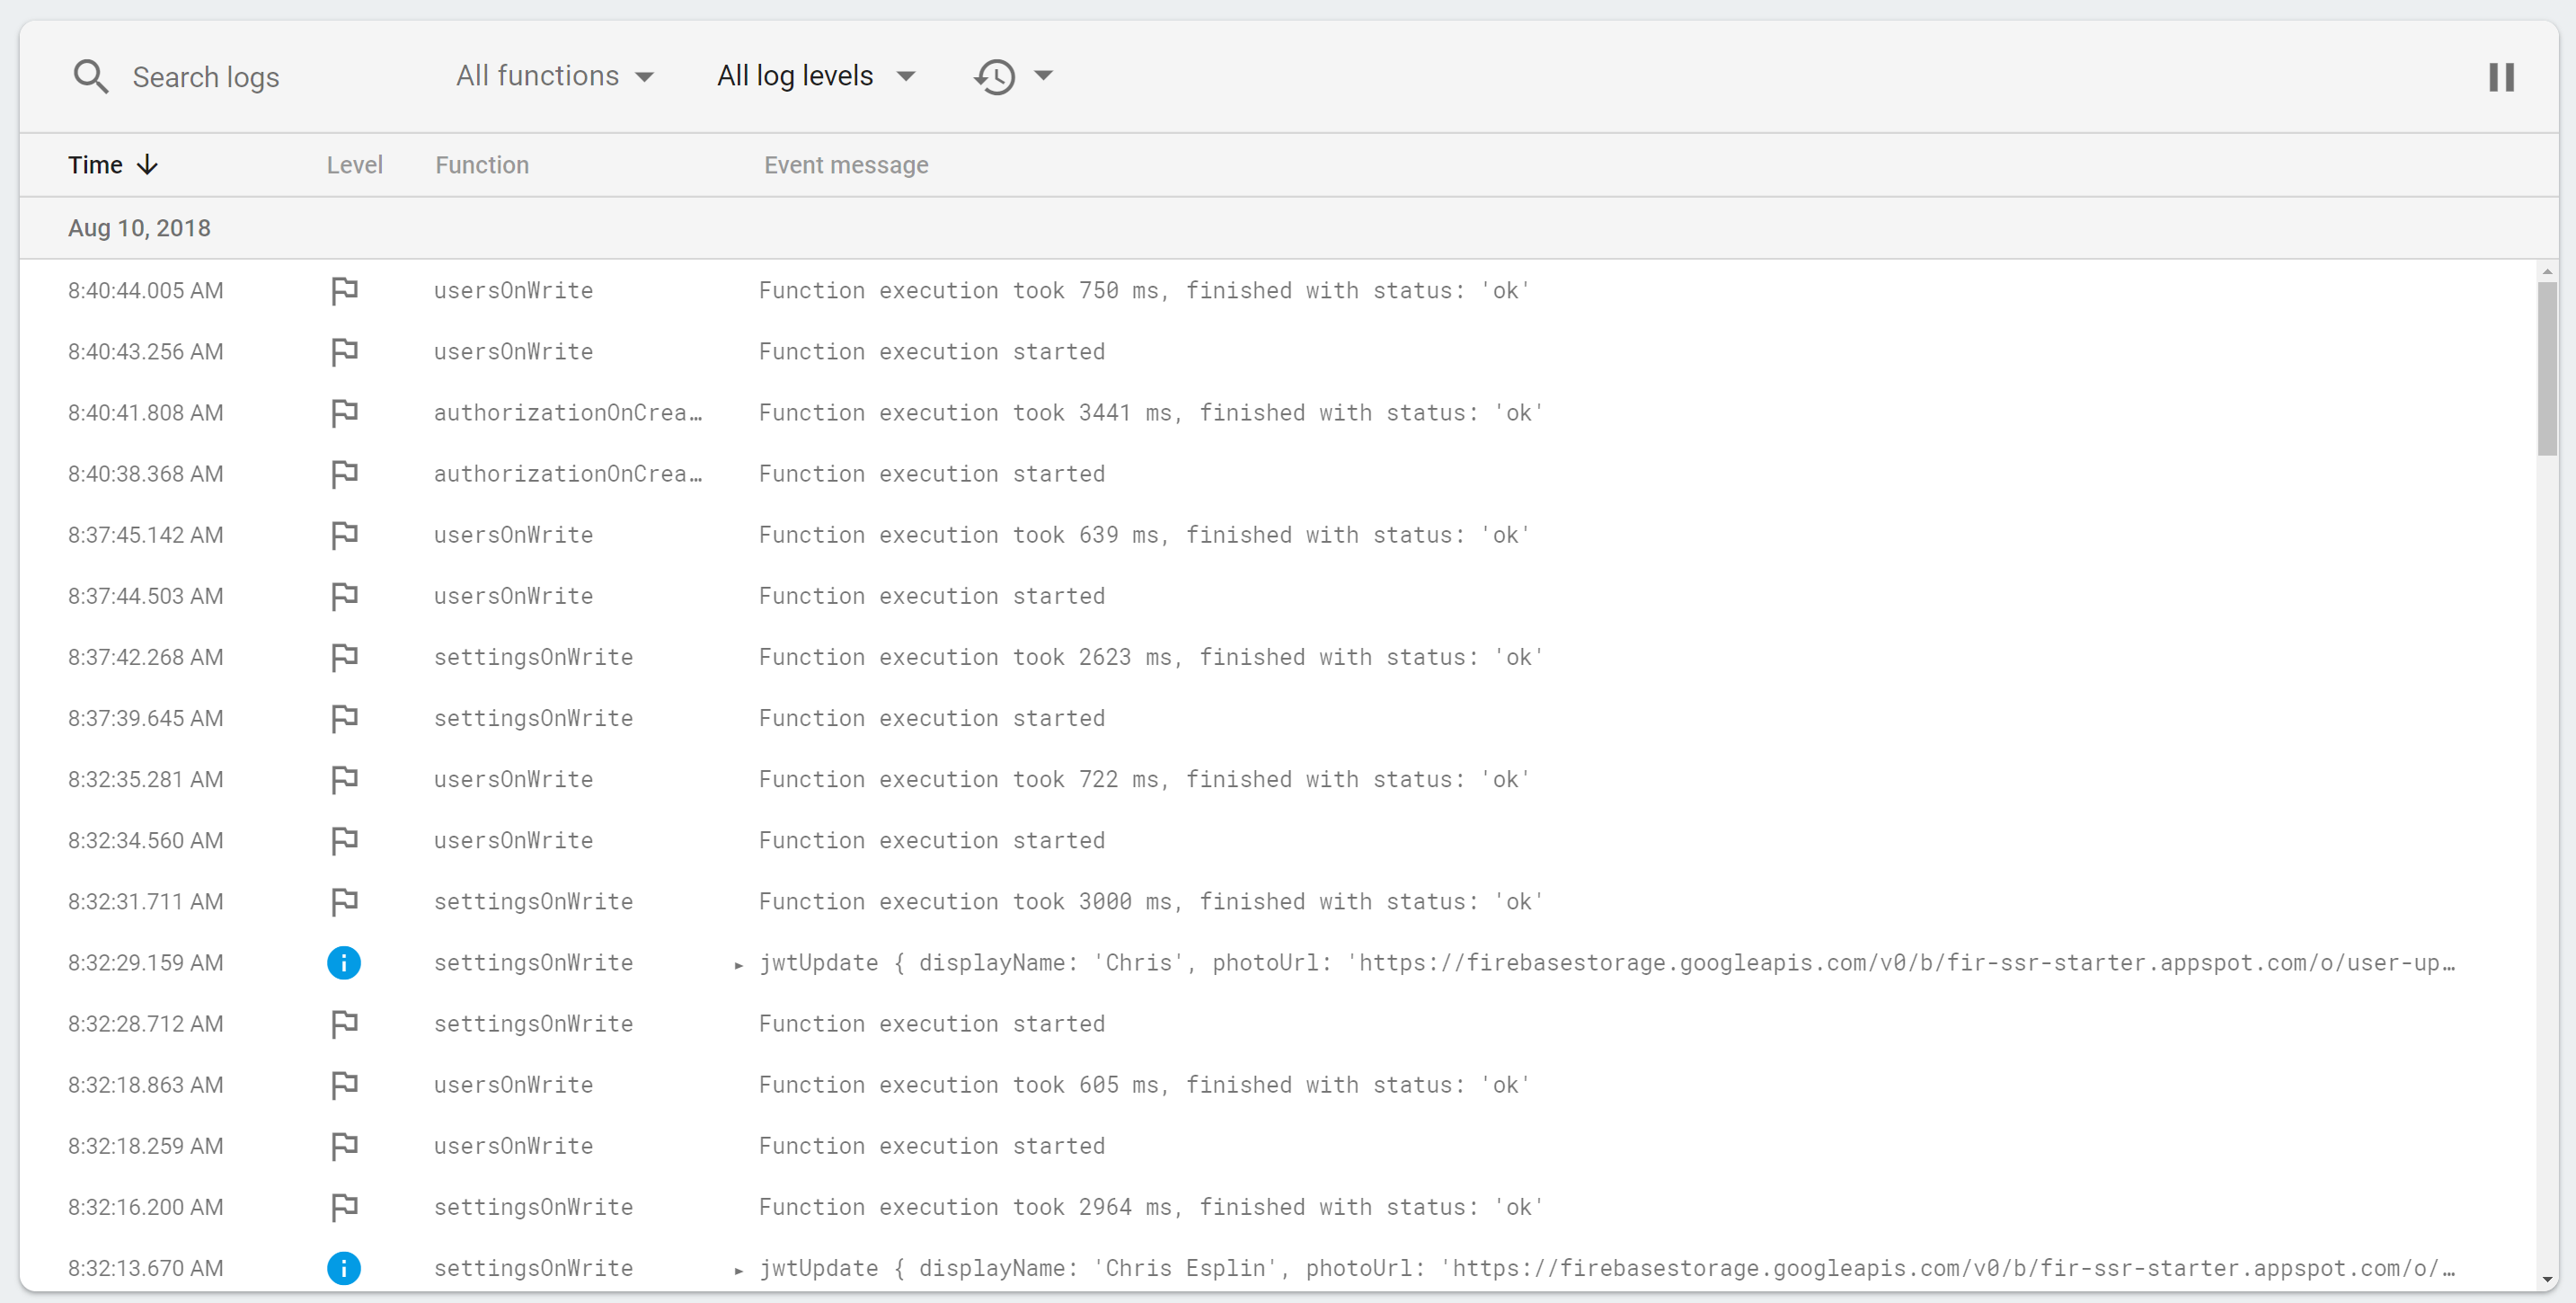 Search logs All functions All log levels
Time Level Function Event message
Aug 10, 2018
8:40:44.005 AM usersOnWrite Function execution took 750 ms, finished with status: 'ok'
8:40:43.256 AM usersOnWrite Function execution started
8:40:41.808 AM authorizationOnCrea… Function execution took 3441 ms, finished with status: 'ok'
8:40:38.368 AM authorizationOnCrea… Function execution started
8:37:45.142 AM usersOnWrite Function execution took 639 ms, finished with status: 'ok'
8:37:44.503 AM usersOnWrite Function execution started
8:37:42.268 AM settingsOnWrite Function execution took 2623 ms, finished with status: 'ok'
8:37:39.645 AM settingsOnWrite Function execution started
8:32:35.281 AM usersOnWrite Function execution took 722 ms, finished with status: 'ok'
8:32:34.560 AM usersOnWrite Function execution started
8:32:31.711 AM settingsOnWrite Function execution took 3000 ms, finished with status: 'ok'
8:32:29.159 AM settingsOnWrite jwtUpdate { displayName: 'Chris', photoUrl: 'https://firebasestorage.googleapis.com/v0/b/fir-ssr-starter.appspot.com/o/user-up…
8:32:28.712 AM settingsOnWrite Function execution started
8:32:18.863 AM usersOnWrite Function execution took 605 ms, finished with status: 'ok'
8:32:18.259 AM usersOnWrite Function execution started
8:32:16.200 AM settingsOnWrite Function execution took 2964 ms, finished with status: 'ok'
8:32:13.670 AM settingsOnWrite jwtUpdate { displayName: 'Chris Esplin', photoUrl: 'https://firebasestorage.googleapis.com/v0/b/fir-ssr-starter.appspot.com/o/…